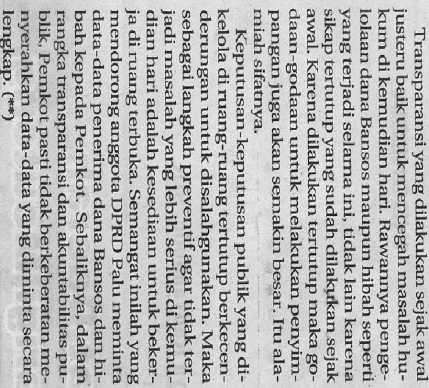 Transparansi yang dilakukan sejak awal
justeru baik untuk mencegah masalah hu-
kum di kemudian hari. Rawannya penge-
lolaan dana Bansos maupun hibah seperti
yang terjadi selama ini, tidak lain karena
sikap tertutup yang sudah dilakukan sejak
awal. Karena dilakukan tertutup maka go-
daan-godaan untuk melakukan penyim-
pangan juga akan semakin besar. Itu ala-
miah sifatnya.
Keputusan-keputusan publik yang di-
kelola di ruang-ruang tertutup berkecen-
derungan untuk disalahgunakan. Maka
sebagai langkah preventif agar tidak ter-
jadi masalah yang lebih serius di kemu-
dian hari adalah kesediaan untuk beker-
ja di ruang terbuka. Semangat inilah yang
mendorong anggota DPRD Palu meminta
data-data penerima dana Bansos dan hi-
bah kepada Pemkot. Sebaliknya, dalam
rangka transparansi dan akuntabilitas pu-
blik, Pemkot pasti tidak berkeberatan me-
nyerahkan data-data yang diminta secara
lengkap. (**)